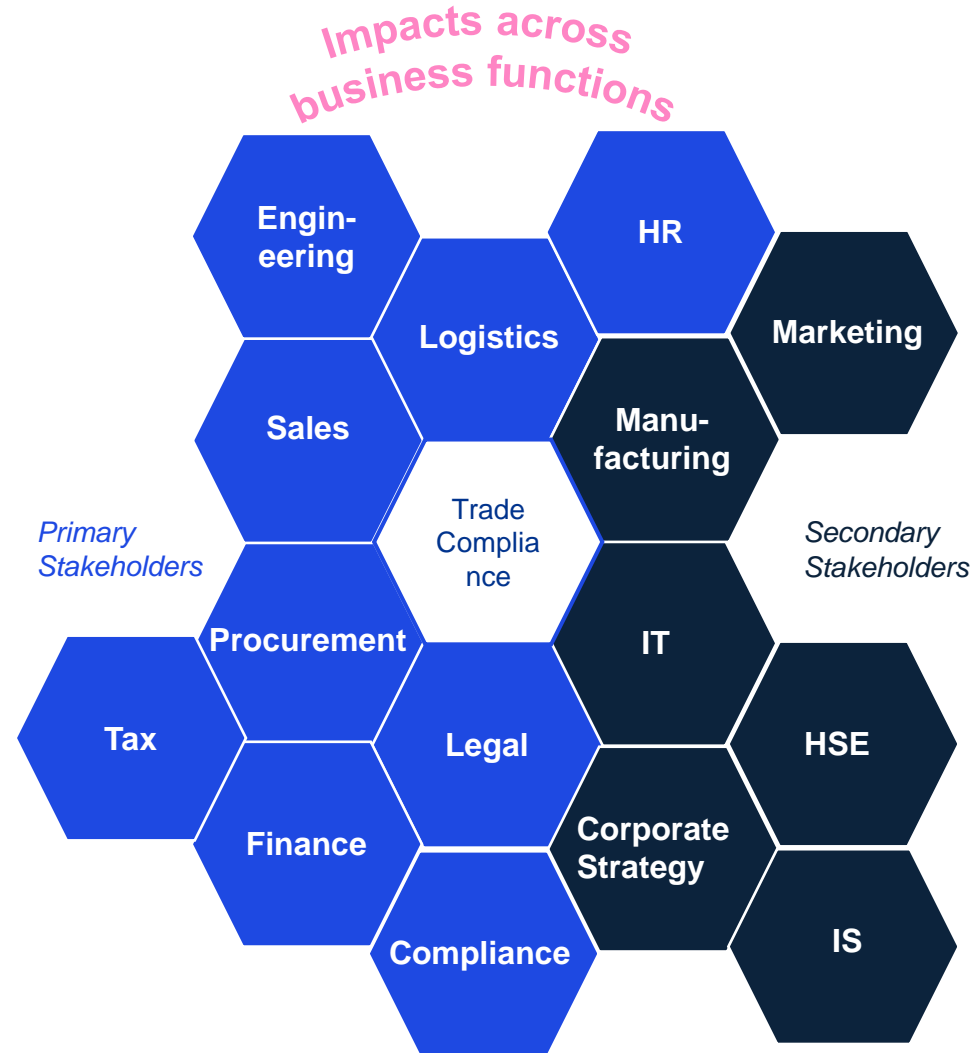 Impacts across
business functions
Engin-
eering
HR
Logistics
Marketing
Sales
Manu-
facturing
Primary
Stakeholders
Trade
Complia
nce
Secondary
Stakeholders
Procurement
IT
Tax
Legal
HSE
Finance
Corporate
Strategy
Compliance
IS